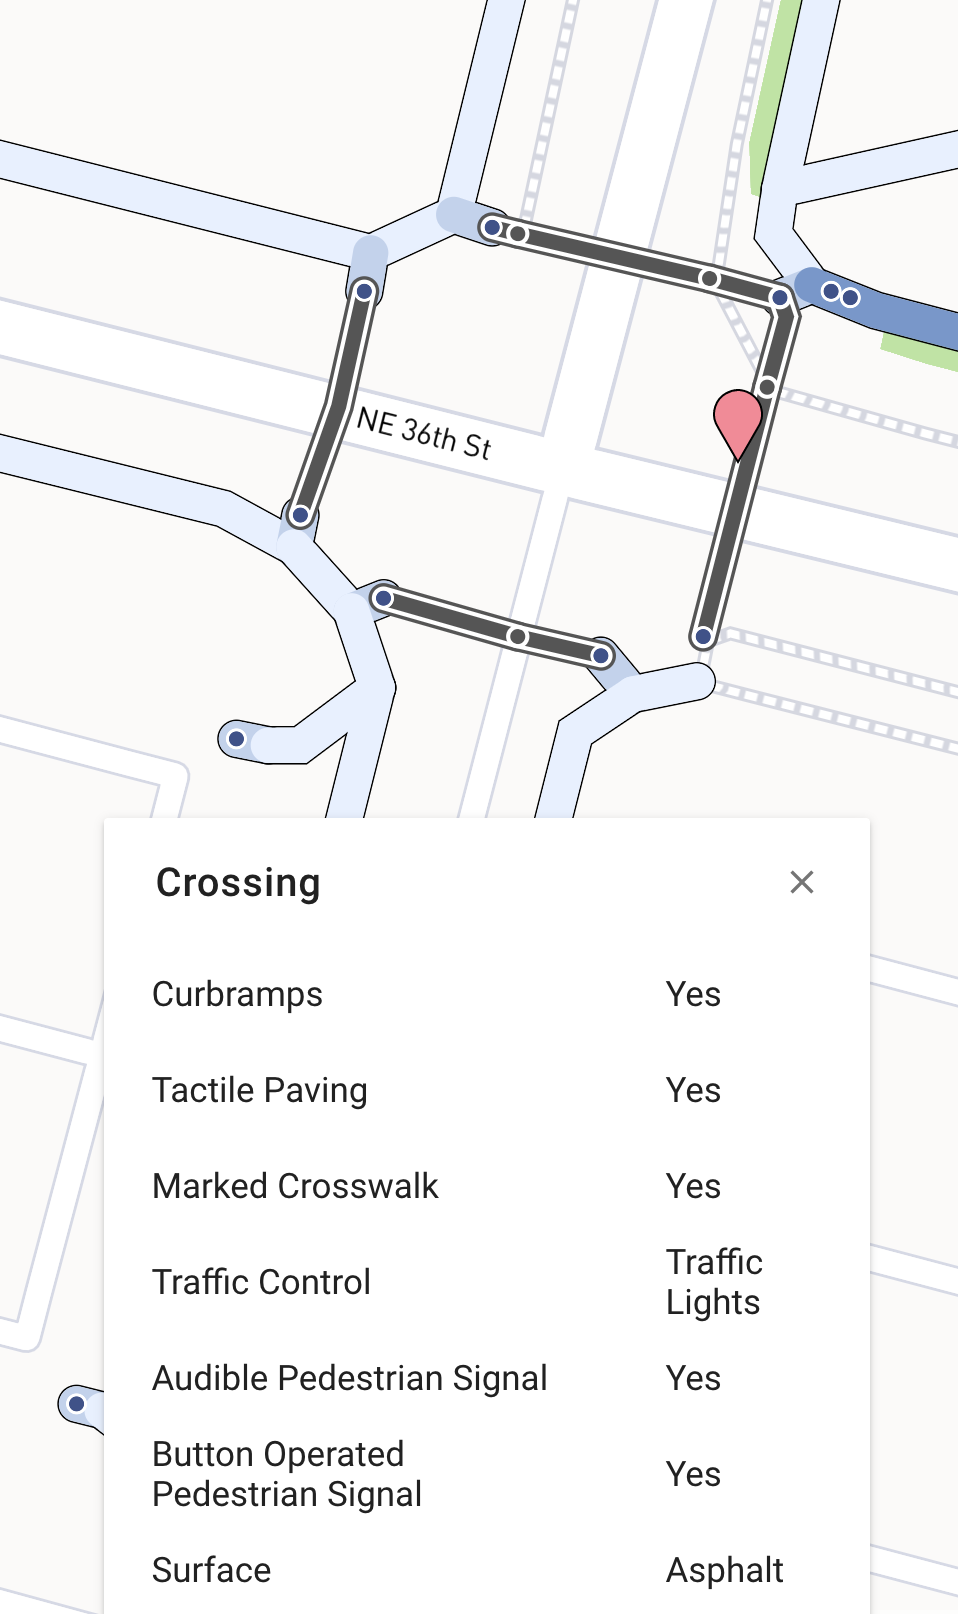 NE 36th St
Crossing
Curbramps Yes
Tactile Paving Yes
Marked Crosswalk Yes
Traffic Control Traffic
Lights
Audible Pedestrian Signal Yes
Button Operated
Pedestrian Signal Yes
Surface Asphalt